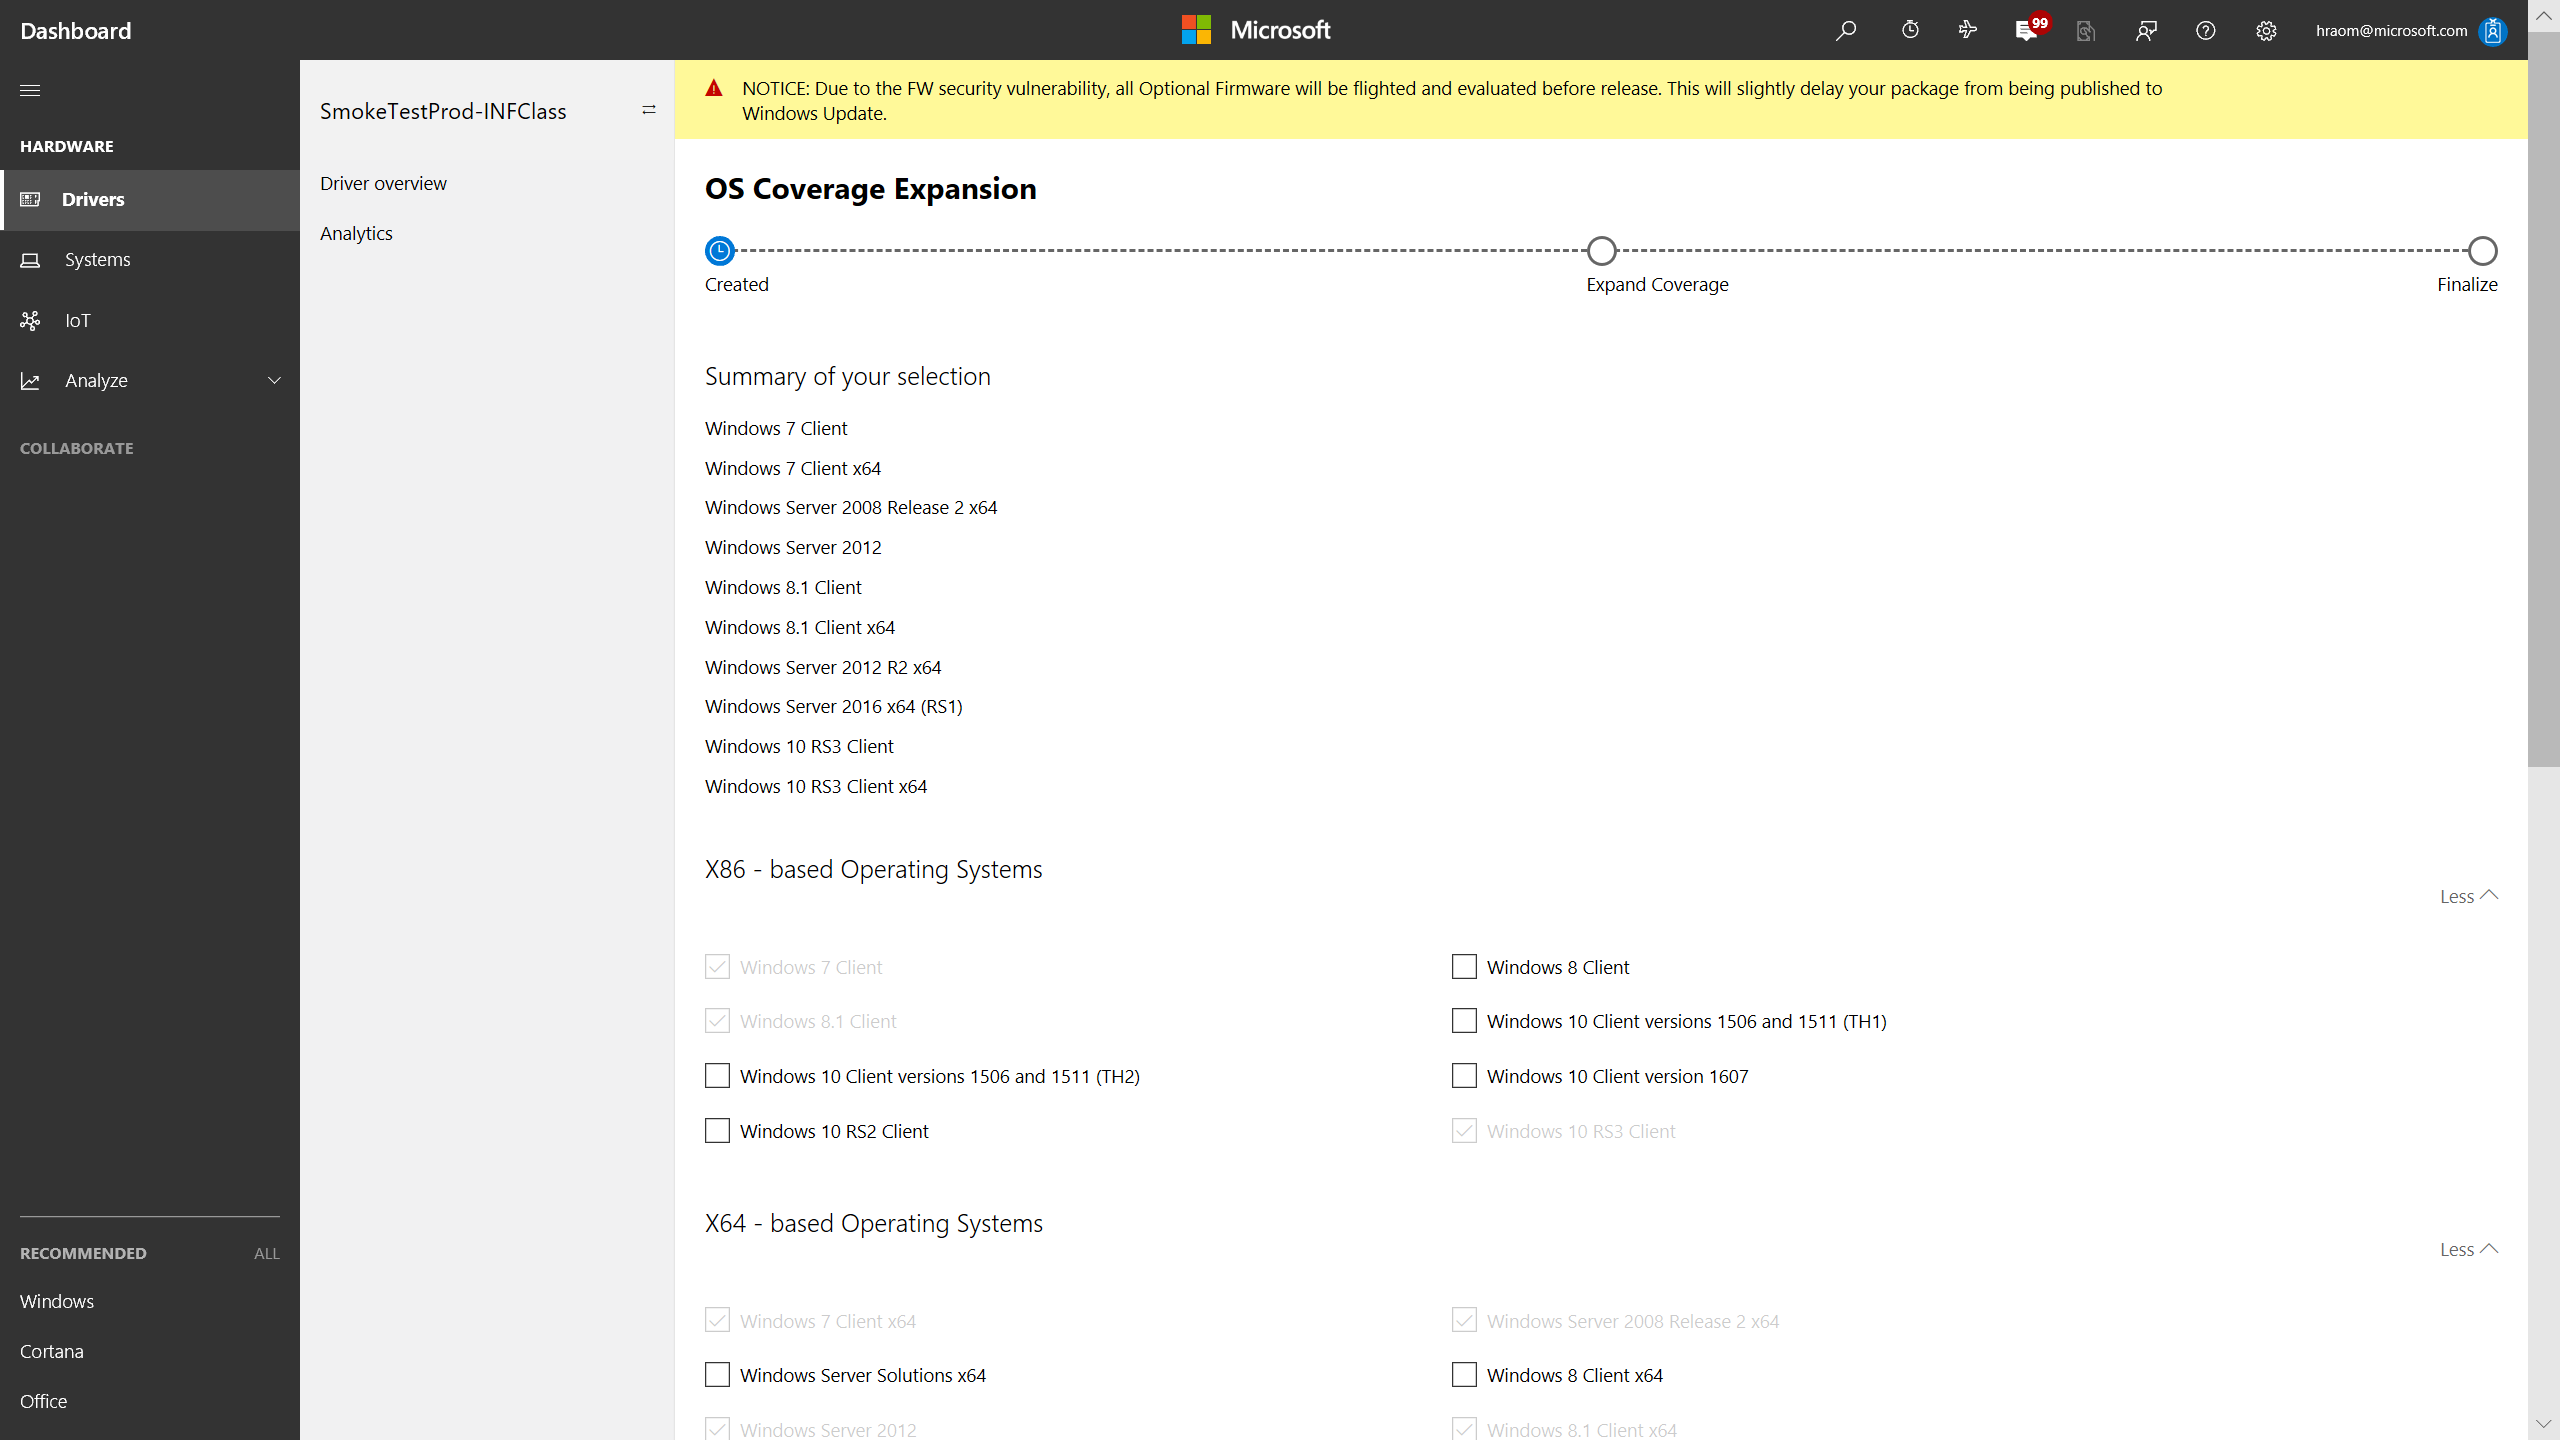 Dashboard
Microsoft
99
hraom@microsoft.com
HARDWARE
Drivers
Systems
IoT
Analyze
COLLABORATE
RECOMMENDED ALL
Windows
Cortana
Office
SmokeTestProd-INFClass
Driver overview
Analytics
NOTICE: Due to the FW security vulnerability, all Optional Firmware will be flighted and evaluated before release. This will slightly delay your package from being published to
Windows Update.
OS Coverage Expansion
Created Expand Coverage Finalize
Summary of your selection
Windows 7 Client
Windows 7 Client x64
Windows Server 2008 Release 2 x64
Windows Server 2012
Windows 8.1 Client
Windows 8.1 Client x64
Windows Server 2012 R2 x64
Windows Server 2016 x64 (RS1)
Windows 10 RS3 Client
Windows 10 RS3 Client x64
X86 - based Operating Systems
Less
Windows 7 Client Windows 8 Client
Windows 8.1 Client Windows 10 Client versions 1506 and 1511 (TH1)
Windows 10 Client versions 1506 and 1511 (TH2) Windows 10 Client version 1607
Windows 10 RS2 Client Windows 10 RS3 Client
X64 - based Operating Systems
Less
Windows 7 Client x64 Windows Server 2008 Release 2 x64
Windows Server Solutions x64 Windows 8 Client x64
Windows Server 2012 Windows 8.1 Client x64